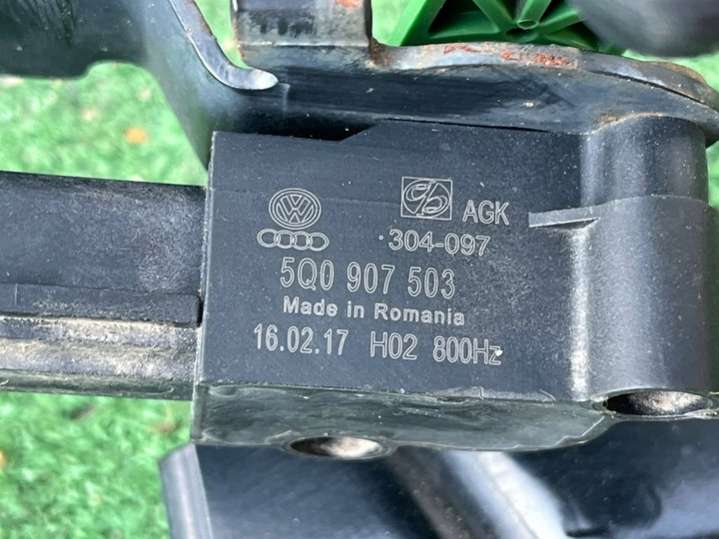 AGK
·304-097
5Q0 907 503
Made in Romania
16.02.17 H02 800Hz